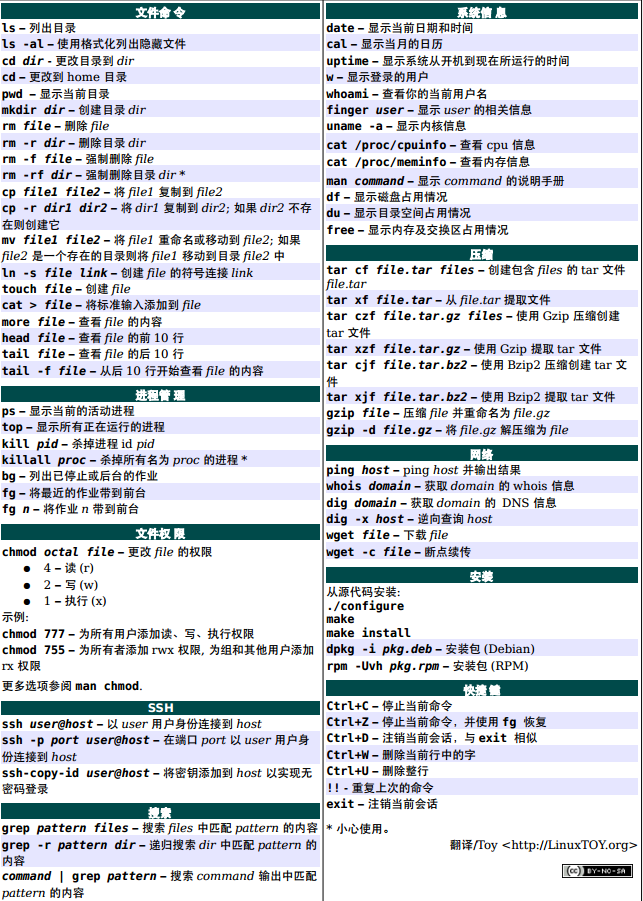 文件命令
ls – 列出目录
ls -al – 使用格式化列出隐藏文件
cd dir - 更改目录到 dir
cd – 更改到 home 目录
pwd – 显示当前目录
mkdir dir – 创建目录 dir
rm file – 删除 file
rm -r dir – 删除目录 dir
rm -f file – 强制删除 file
rm -rf dir – 强制删除目录 dir *
cp file1 file2 – 将 file1 复制到 file2
cp -r dir1 dir2 – 将 dir1 复制到 dir2; 如果 dir2 不存
在则创建它
mv file1 file2 – 将 file1 重命名或移动到 file2; 如果
file2 是一个存在的目录则将 file1 移动到目录 file2 中
ln -s file link – 创建 file 的符号连接 link
touch file – 创建 file
cat > file – 将标准输入添加到 file
more file – 查看 file 的内容
head file – 查看 file 的前 10 行
tail file – 查看 file 的后 10 行
tail -f file – 从后 10 行开始查看 file 的内容
进程管理
ps – 显示当前的活动进程
top – 显示所有正在运行的进程
kill pid – 杀掉进程 id pid
killall proc – 杀掉所有名为 proc 的进程 *
bg – 列出已停止或后台的作业
fg – 将最近的作业带到前台
fg n – 将作业 n 带到前台
文件权限
chmod octal file – 更改 file 的权限
● 4 – 读 (r)
● 2 – 写 (w)
● 1 – 执行 (x)
示例:
chmod 777 – 为所有用户添加读、写、执行权限
chmod 755 – 为所有者添加 rwx 权限, 为组和其他用户添加
rx 权限
更多选项参阅 man chmod.
SSH
ssh user@host – 以 user 用户身份连接到 host
ssh -p port user@host – 在端口 port 以 user 用户身
份连接到 host
ssh-copy-id user@host – 将密钥添加到 host 以实现无
密码登录
搜索
grep pattern files – 搜索 files 中匹配 pattern 的内容
grep -r pattern dir – 递归搜索 dir 中匹配 pattern 的
内容
command | grep pattern – 搜索 command 输出中匹配
pattern 的内容
系统信息
date – 显示当前日期和时间
cal – 显示当月的日历
uptime – 显示系统从开机到现在所运行的时间
w – 显示登录的用户
whoami – 查看你的当前用户名
finger user – 显示 user 的相关信息
uname -a – 显示内核信息
cat /proc/cpuinfo – 查看 cpu 信息
cat /proc/meminfo – 查看内存信息
man command – 显示 command 的说明手册
df – 显示磁盘占用情况
du – 显示目录空间占用情况
free – 显示内存及交换区占用情况
压缩
tar cf file.tar files – 创建包含 files 的 tar 文件
file.tar
tar xf file.tar – 从 file.tar 提取文件
tar czf file.tar.gz files – 使用 Gzip 压缩创建
tar 文件
tar xzf file.tar.gz – 使用 Gzip 提取 tar 文件
tar cjf file.tar.bz2 – 使用 Bzip2 压缩创建 tar 文
件
tar xjf file.tar.bz2 – 使用 Bzip2 提取 tar 文件
gzip file – 压缩 file 并重命名为 file.gz
gzip -d file.gz – 将 file.gz 解压缩为 file
网络
ping host – ping host 并输出结果
whois domain – 获取 domain 的 whois 信息
dig domain – 获取 domain 的 DNS 信息
dig -x host – 逆向查询 host
wget file – 下载 file
wget -c file – 断点续传
安装
从源代码安装:
./configure
make
make install
dpkg -i pkg.deb – 安装包 (Debian)
rpm -Uvh pkg.rpm – 安装包 (RPM)
快捷键
Ctrl+C – 停止当前命令
Ctrl+Z – 停止当前命令，并使用 fg 恢复
Ctrl+D – 注销当前会话，与 exit 相似
Ctrl+W – 删除当前行中的字
Ctrl+U – 删除整行
!! - 重复上次的命令
exit – 注销当前会话
* 小心使用。
翻译/Toy <http://LinuxTOY.org>
cc BY-NC-SA